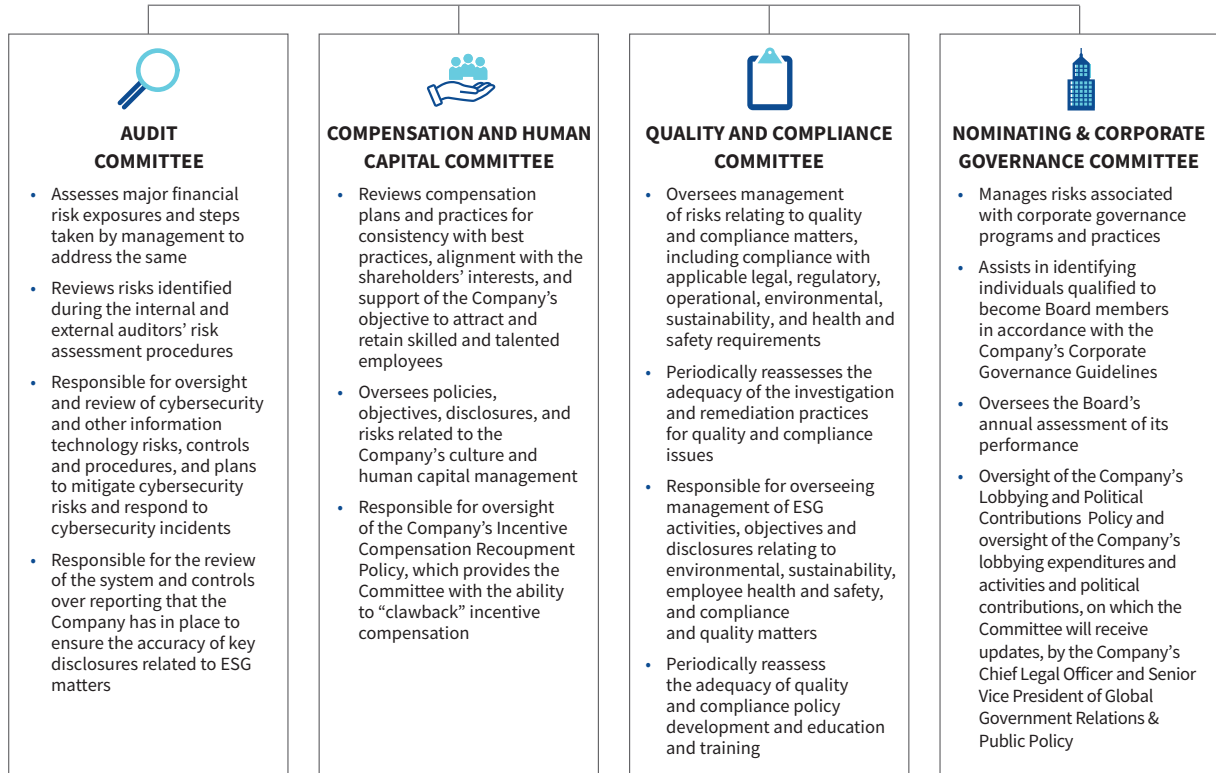 AUDIT
COMMITTEE
• Assesses major financial
risk exposures and steps
taken by management to
address the same
• Reviews risks identified
during the internal and
external auditors’ risk
assessment procedures
• Responsible for oversight
and review of cybersecurity
and other information
technology risks, controls
and procedures, and plans
to mitigate cybersecurity
risks and respond to
cybersecurity incidents
• Responsible for the review
of the system and controls
over reporting that the
Company has in place to
ensure the accuracy of key
disclosures related to ESG
matters
COMPENSATION AND HUMAN
CAPITAL COMMITTEE
• Reviews compensation
plans and practices for
consistency with best
practices, alignment with the
shareholders’ interests, and
support of the Company’s
objective to attract and
retain skilled and talented
employees
• Oversees policies,
objectives, disclosures, and
risks related to the
Company’s culture and
human capital management
• Responsible for oversight
of the Company’s Incentive
Compensation Recoupment
Policy, which provides the
Committee with the ability
to “clawback” incentive
compensation
QUALITY AND COMPLIANCE
COMMITTEE
• Oversees management
of risks relating to quality
and compliance matters,
including compliance with
applicable legal, regulatory,
operational, environmental,
sustainability, and health and
safety requirements
• Periodically reassesses the
adequacy of the investigation
and remediation practices
for quality and compliance
issues
• Responsible for overseeing
management of ESG
activities, objectives and
disclosures relating to
environmental, sustainability,
employee health and safety,
and compliance
and quality matters
• Periodically reassess
the adequacy of quality
and compliance policy
development and education
and training
NOMINATING & CORPORATE
GOVERNANCE COMMITTEE
• Manages risks associated
with corporate governance
programs and practices
• Assists in identifying
individuals qualified to
become Board members
in accordance with the
Company’s Corporate
Governance Guidelines
• Oversees the Board’s
annual assessment of its
performance
• Oversight of the Company’s
Lobbying and Political
Contributions Policy and
oversight of the Company’s
lobbying expenditures and
activities and political
contributions, on which the
Committee will receive
updates, by the Company’s
Chief Legal Officer and Senior
Vice President of Global
Government Relations &
Public Policy